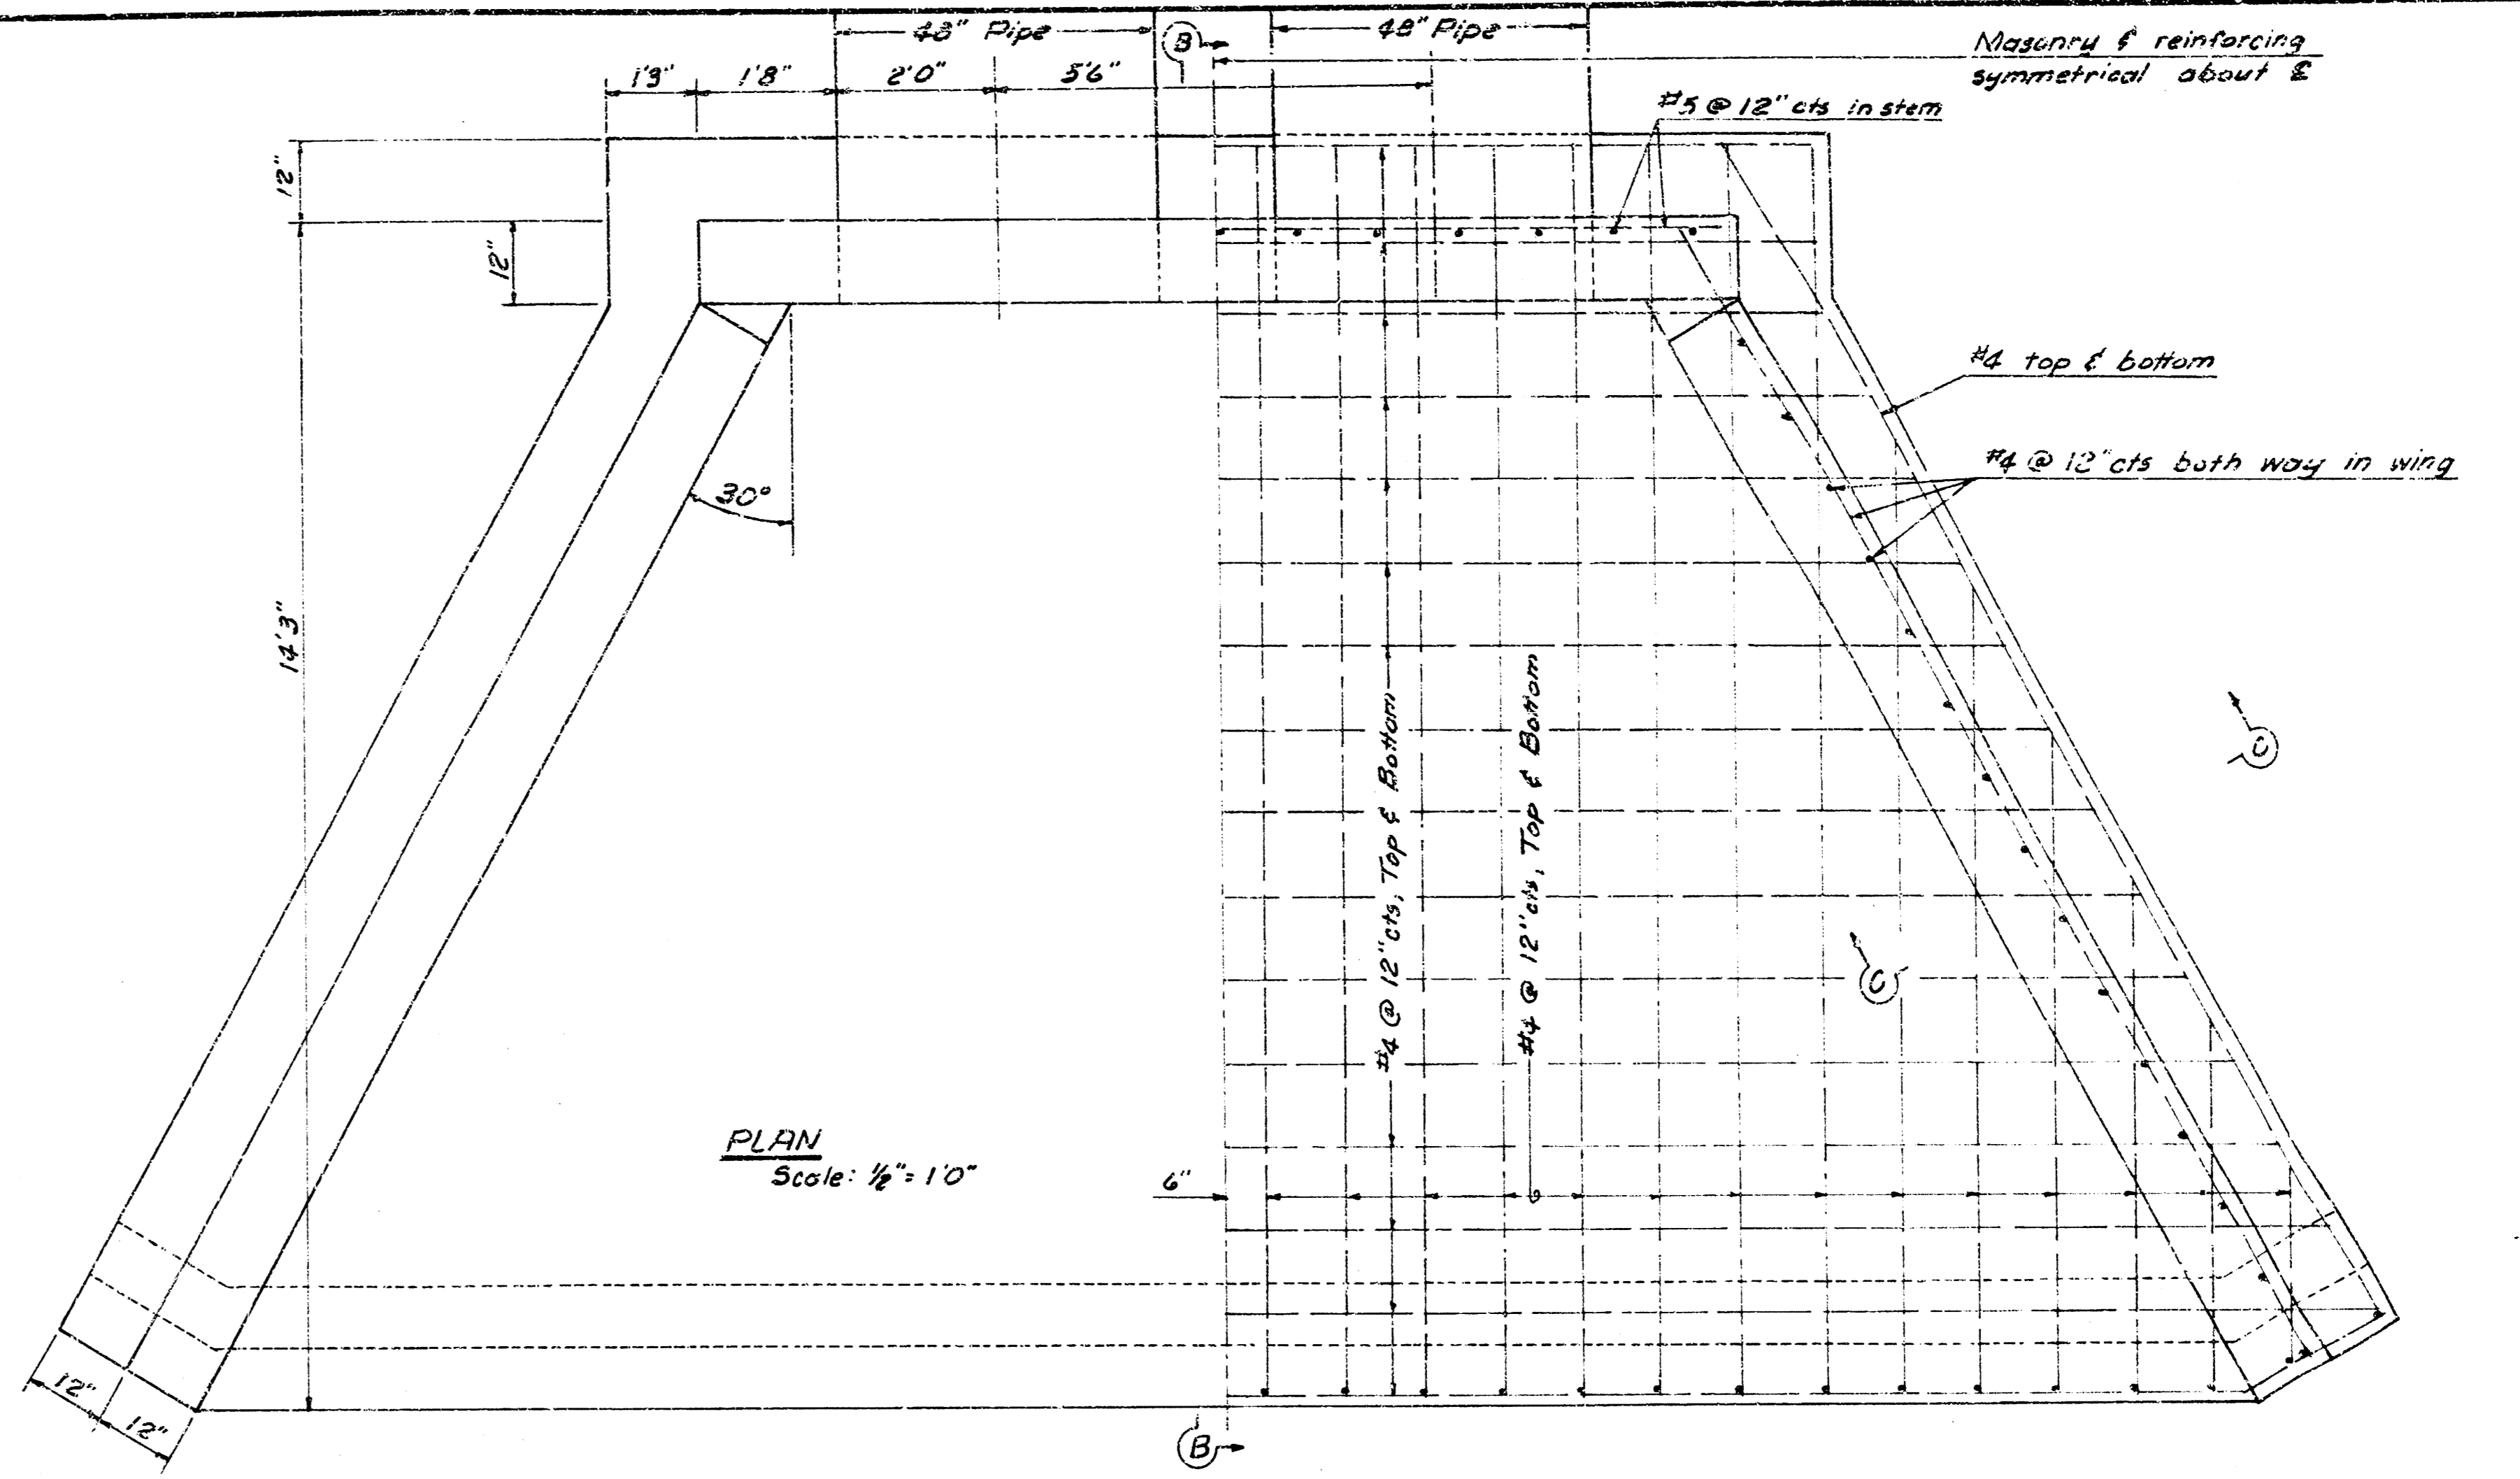 48" Pipe
B
48" Pipe
Masonry & reinforcing
symmetrical about ℄
1'3"
1'8"
2'0"
5'6"
#5 @ 12" cts in stem
12"
12"
#4 top & bottom
#4 @ 12" cts both way in wing
30°
14'3"
#4 @ 12" cts, Top & Bottom
#4 @ 12" cts, Top & Bottom
C
C
PLAN
Scale: ½" = 1'0"
6"
12"
12"
B